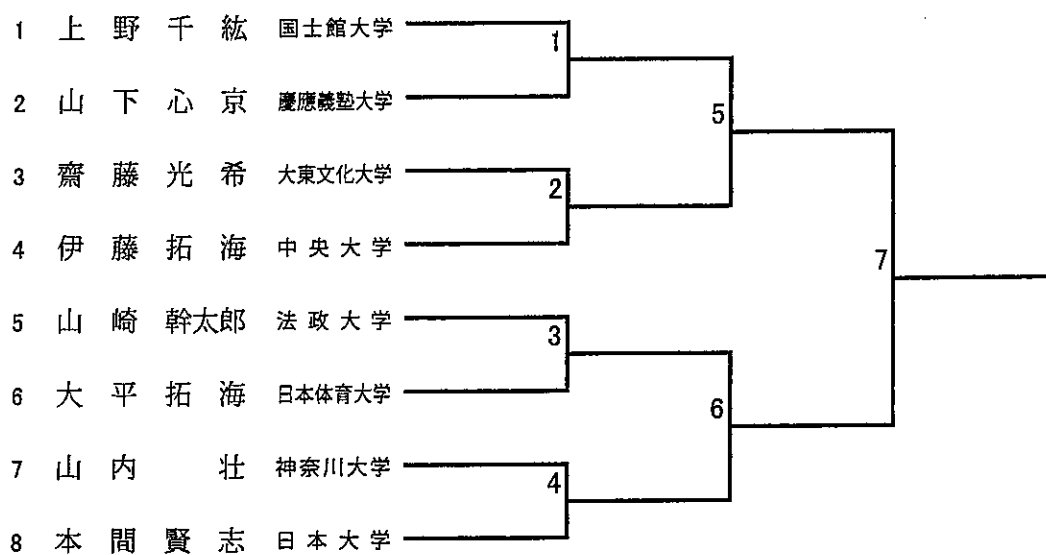 1 上野千紘 国士舘大学
2 山下心京 慶應義塾大学
3 齋藤光希 大東文化大学
4 伊藤拓海 中央大学
5 山崎幹太郎 法政大学
6 大平拓海 日本体育大学
7 山内壮 神奈川大学
8 本間賢志 日本大学
1
2
3
4
5
6
7